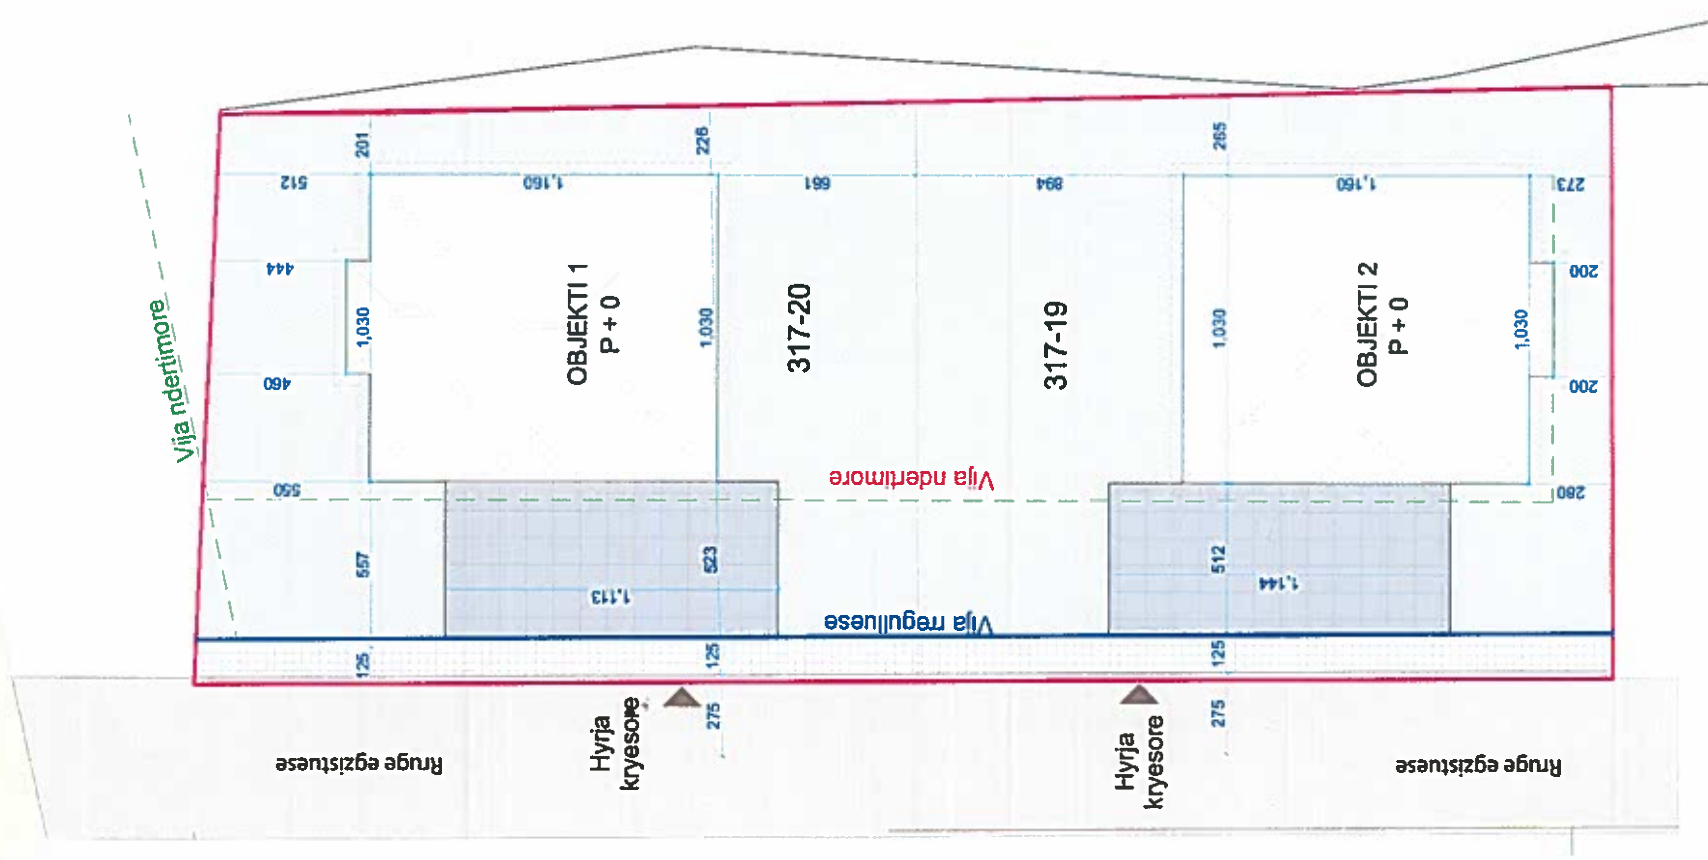 201
226
265
512
1,160
661
894
1,160
273
444
200
Vija ndertimore
1,030
OBJEKTI 1
P + 0
1,030
317-20
317-19
1,030
OBJEKTI 2
P + 0
1,030
460
200
550
Vija ndertimore
280
557
523
512
1,113
1,144
Vija rregulluese
125
125
125
Hyrja
kryesore
275
Hyrja
kryesore
275
Rruge egzistuese
Rruge egzistuese